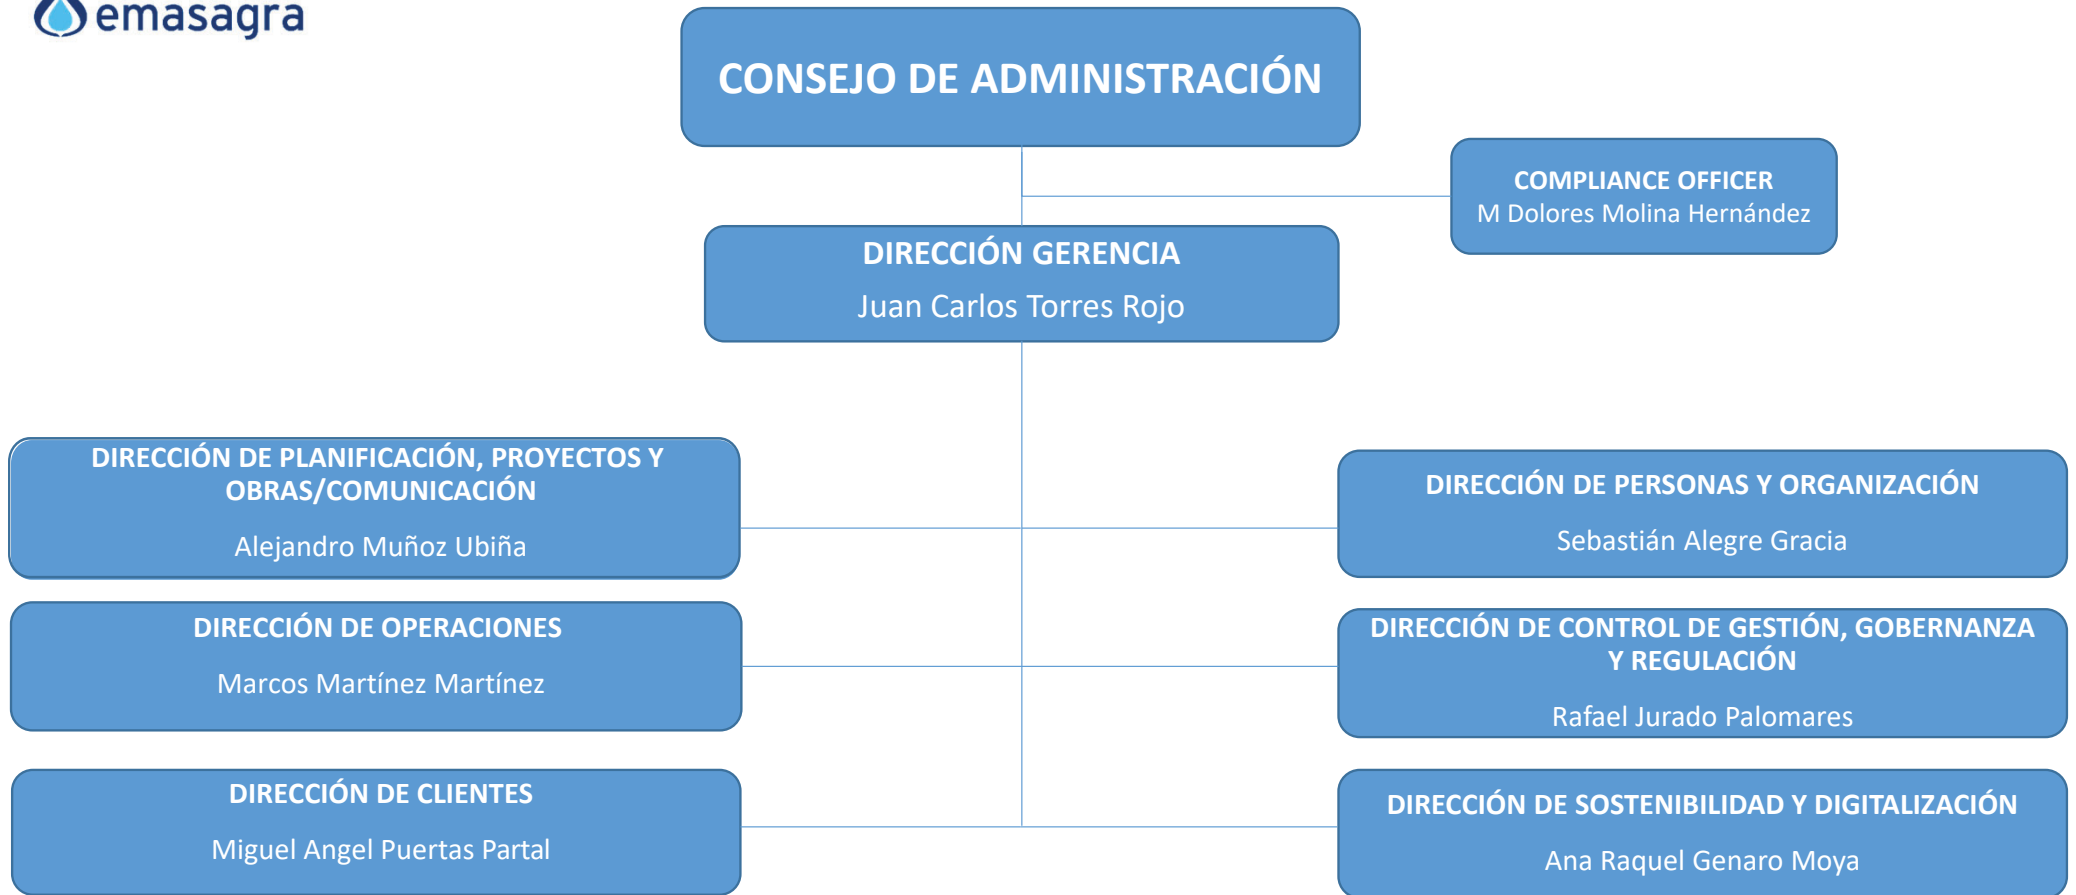 emasagra
CONSEJO DE ADMINISTRACIÓN
COMPLIANCE OFFICER
M Dolores Molina Hernández
DIRECCIÓN GERENCIA
Juan Carlos Torres Rojo
DIRECCIÓN DE PLANIFICACIÓN, PROYECTOS Y
OBRAS/COMUNICACIÓN
Alejandro Muñoz Ubiña
DIRECCIÓN DE PERSONAS Y ORGANIZACIÓN
Sebastián Alegre Gracia
DIRECCIÓN DE OPERACIONES
Marcos Martínez Martínez
DIRECCIÓN DE CONTROL DE GESTIÓN, GOBERNANZA
Y REGULACIÓN
Rafael Jurado Palomares
DIRECCIÓN DE CLIENTES
Miguel Angel Puertas Partal
DIRECCIÓN DE SOSTENIBILIDAD Y DIGITALIZACIÓN
Ana Raquel Genaro Moya